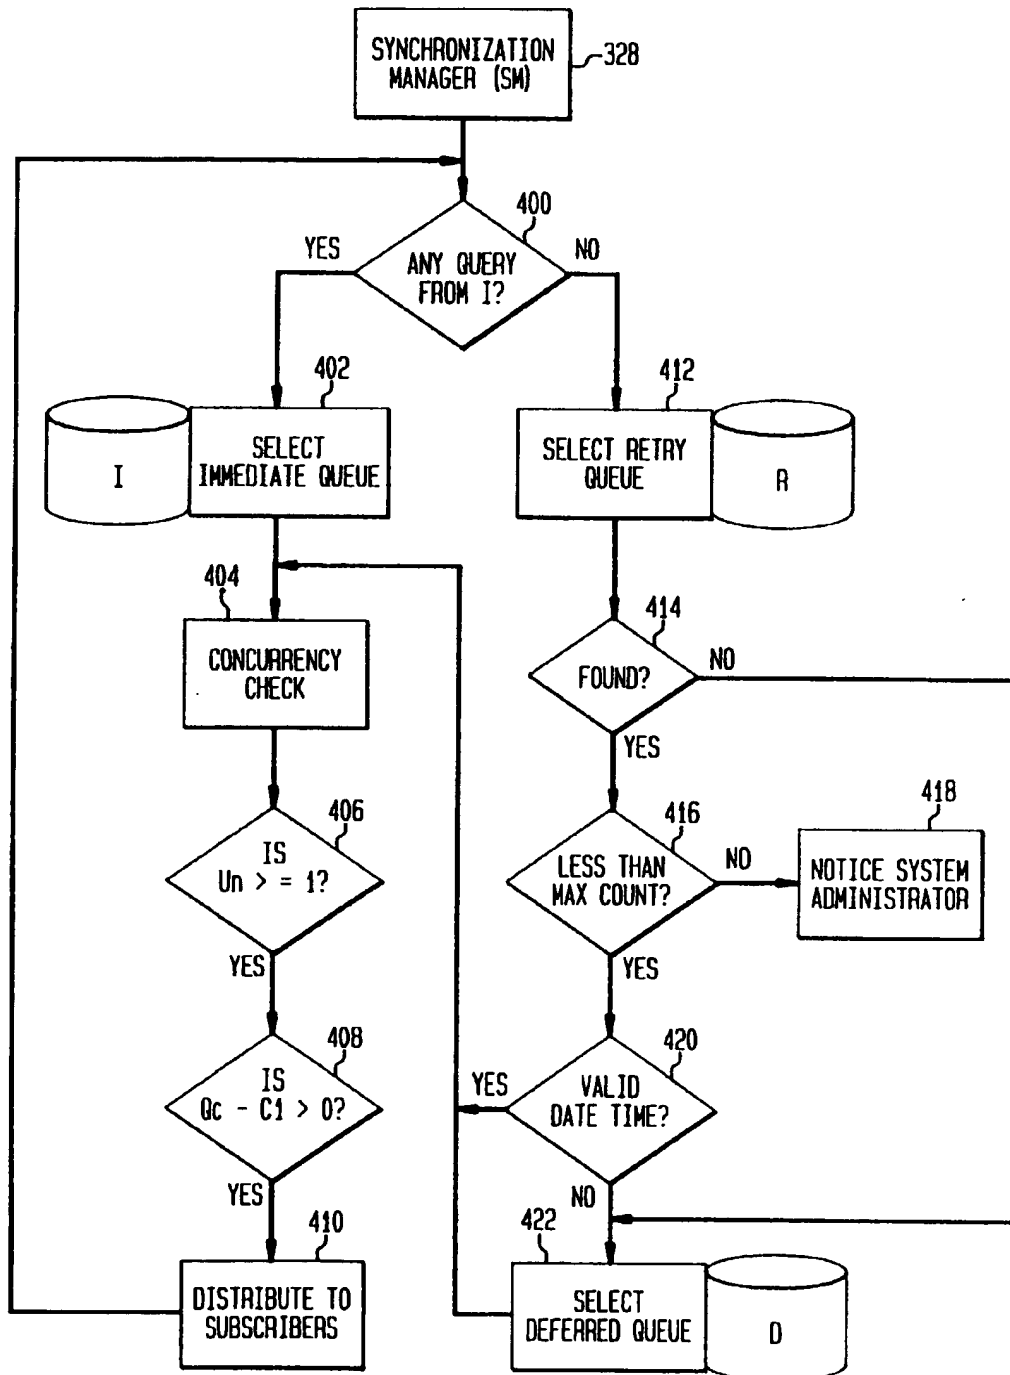 SYNCHRONIZATION
MANAGER (SM)
328
400
YES
NO
ANY QUERY
FROM I?
402
412
I
SELECT
IMMEDIATE QUEUE
SELECT RETRY
QUEUE
R
404
414
CONCURRENCY
CHECK
FOUND?
NO
YES
406
416
418
IS
Un > = 1?
LESS THAN
MAX COUNT?
NO
NOTICE SYSTEM
ADMINISTRATOR
YES
YES
408
420
IS
Qc - C1 > 0?
YES
VALID
DATE TIME?
YES
NO
410
422
DISTRIBUTE TO
SUBSCRIBERS
SELECT
DEFERRED QUEUE
D